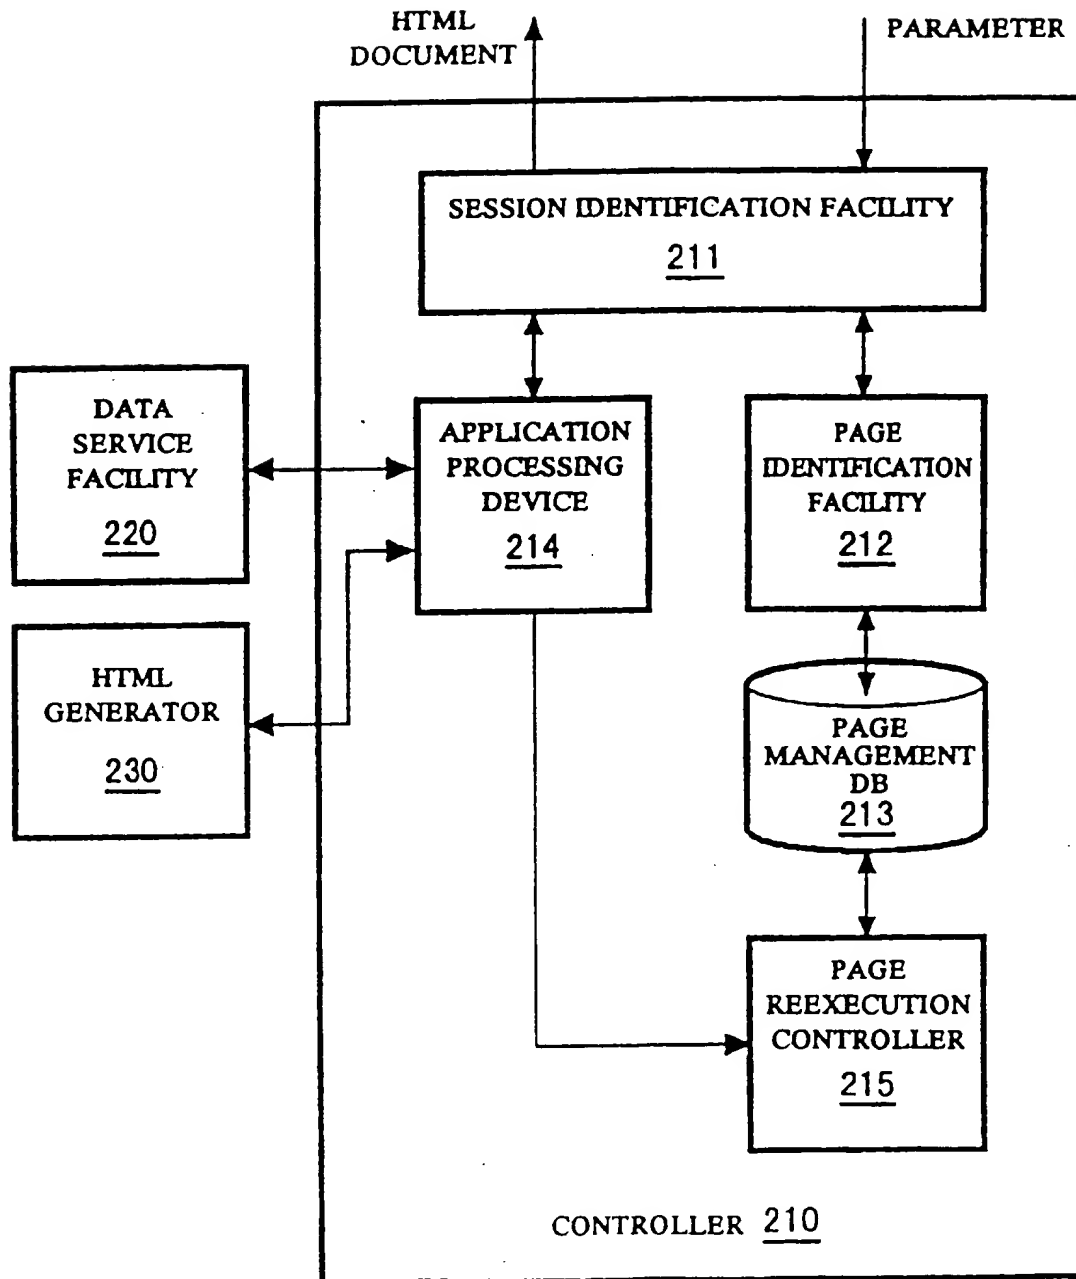 HTML
DOCUMENT
PARAMETER
SESSION IDENTIFICATION FACILITY
211
DATA
SERVICE
FACILITY
220
APPLICATION
PROCESSING
DEVICE
214
PAGE
IDENTIFICATION
FACILITY
212
HTML
GENERATOR
230
PAGE
MANAGEMENT
DB
213
PAGE
REEXECUTION
CONTROLLER
215
CONTROLLER 210